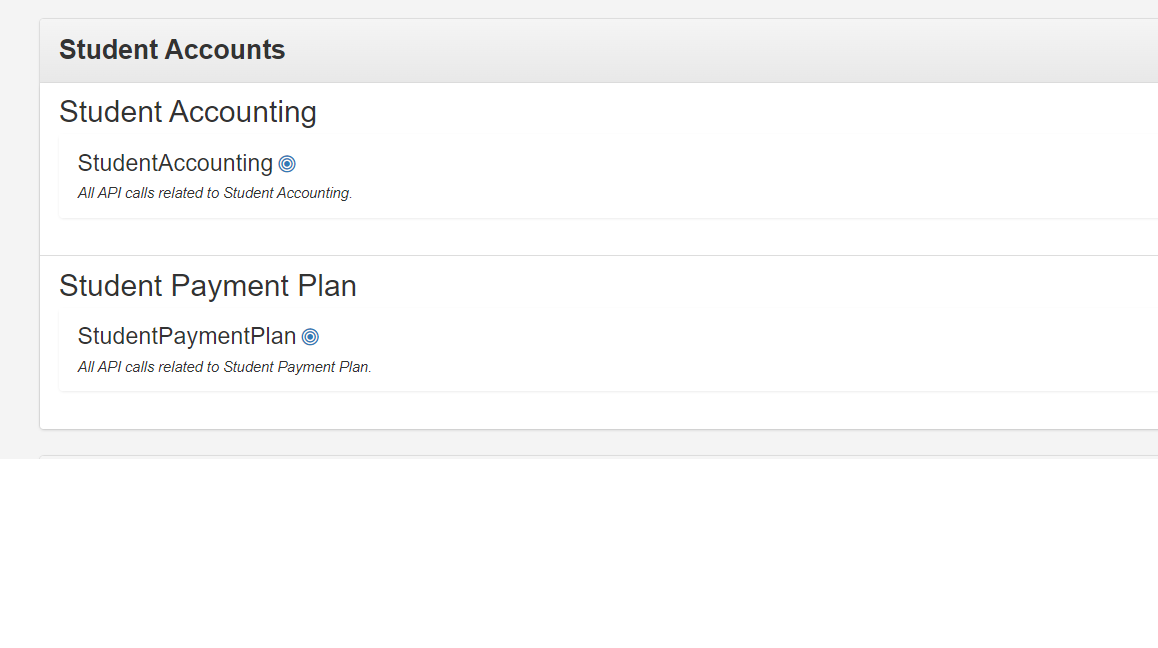 Student Accounts
Student Accounting
StudentAccounting
All API calls related to Student Accounting.
Student Payment Plan
StudentPaymentPlan
All API calls related to Student Payment Plan.